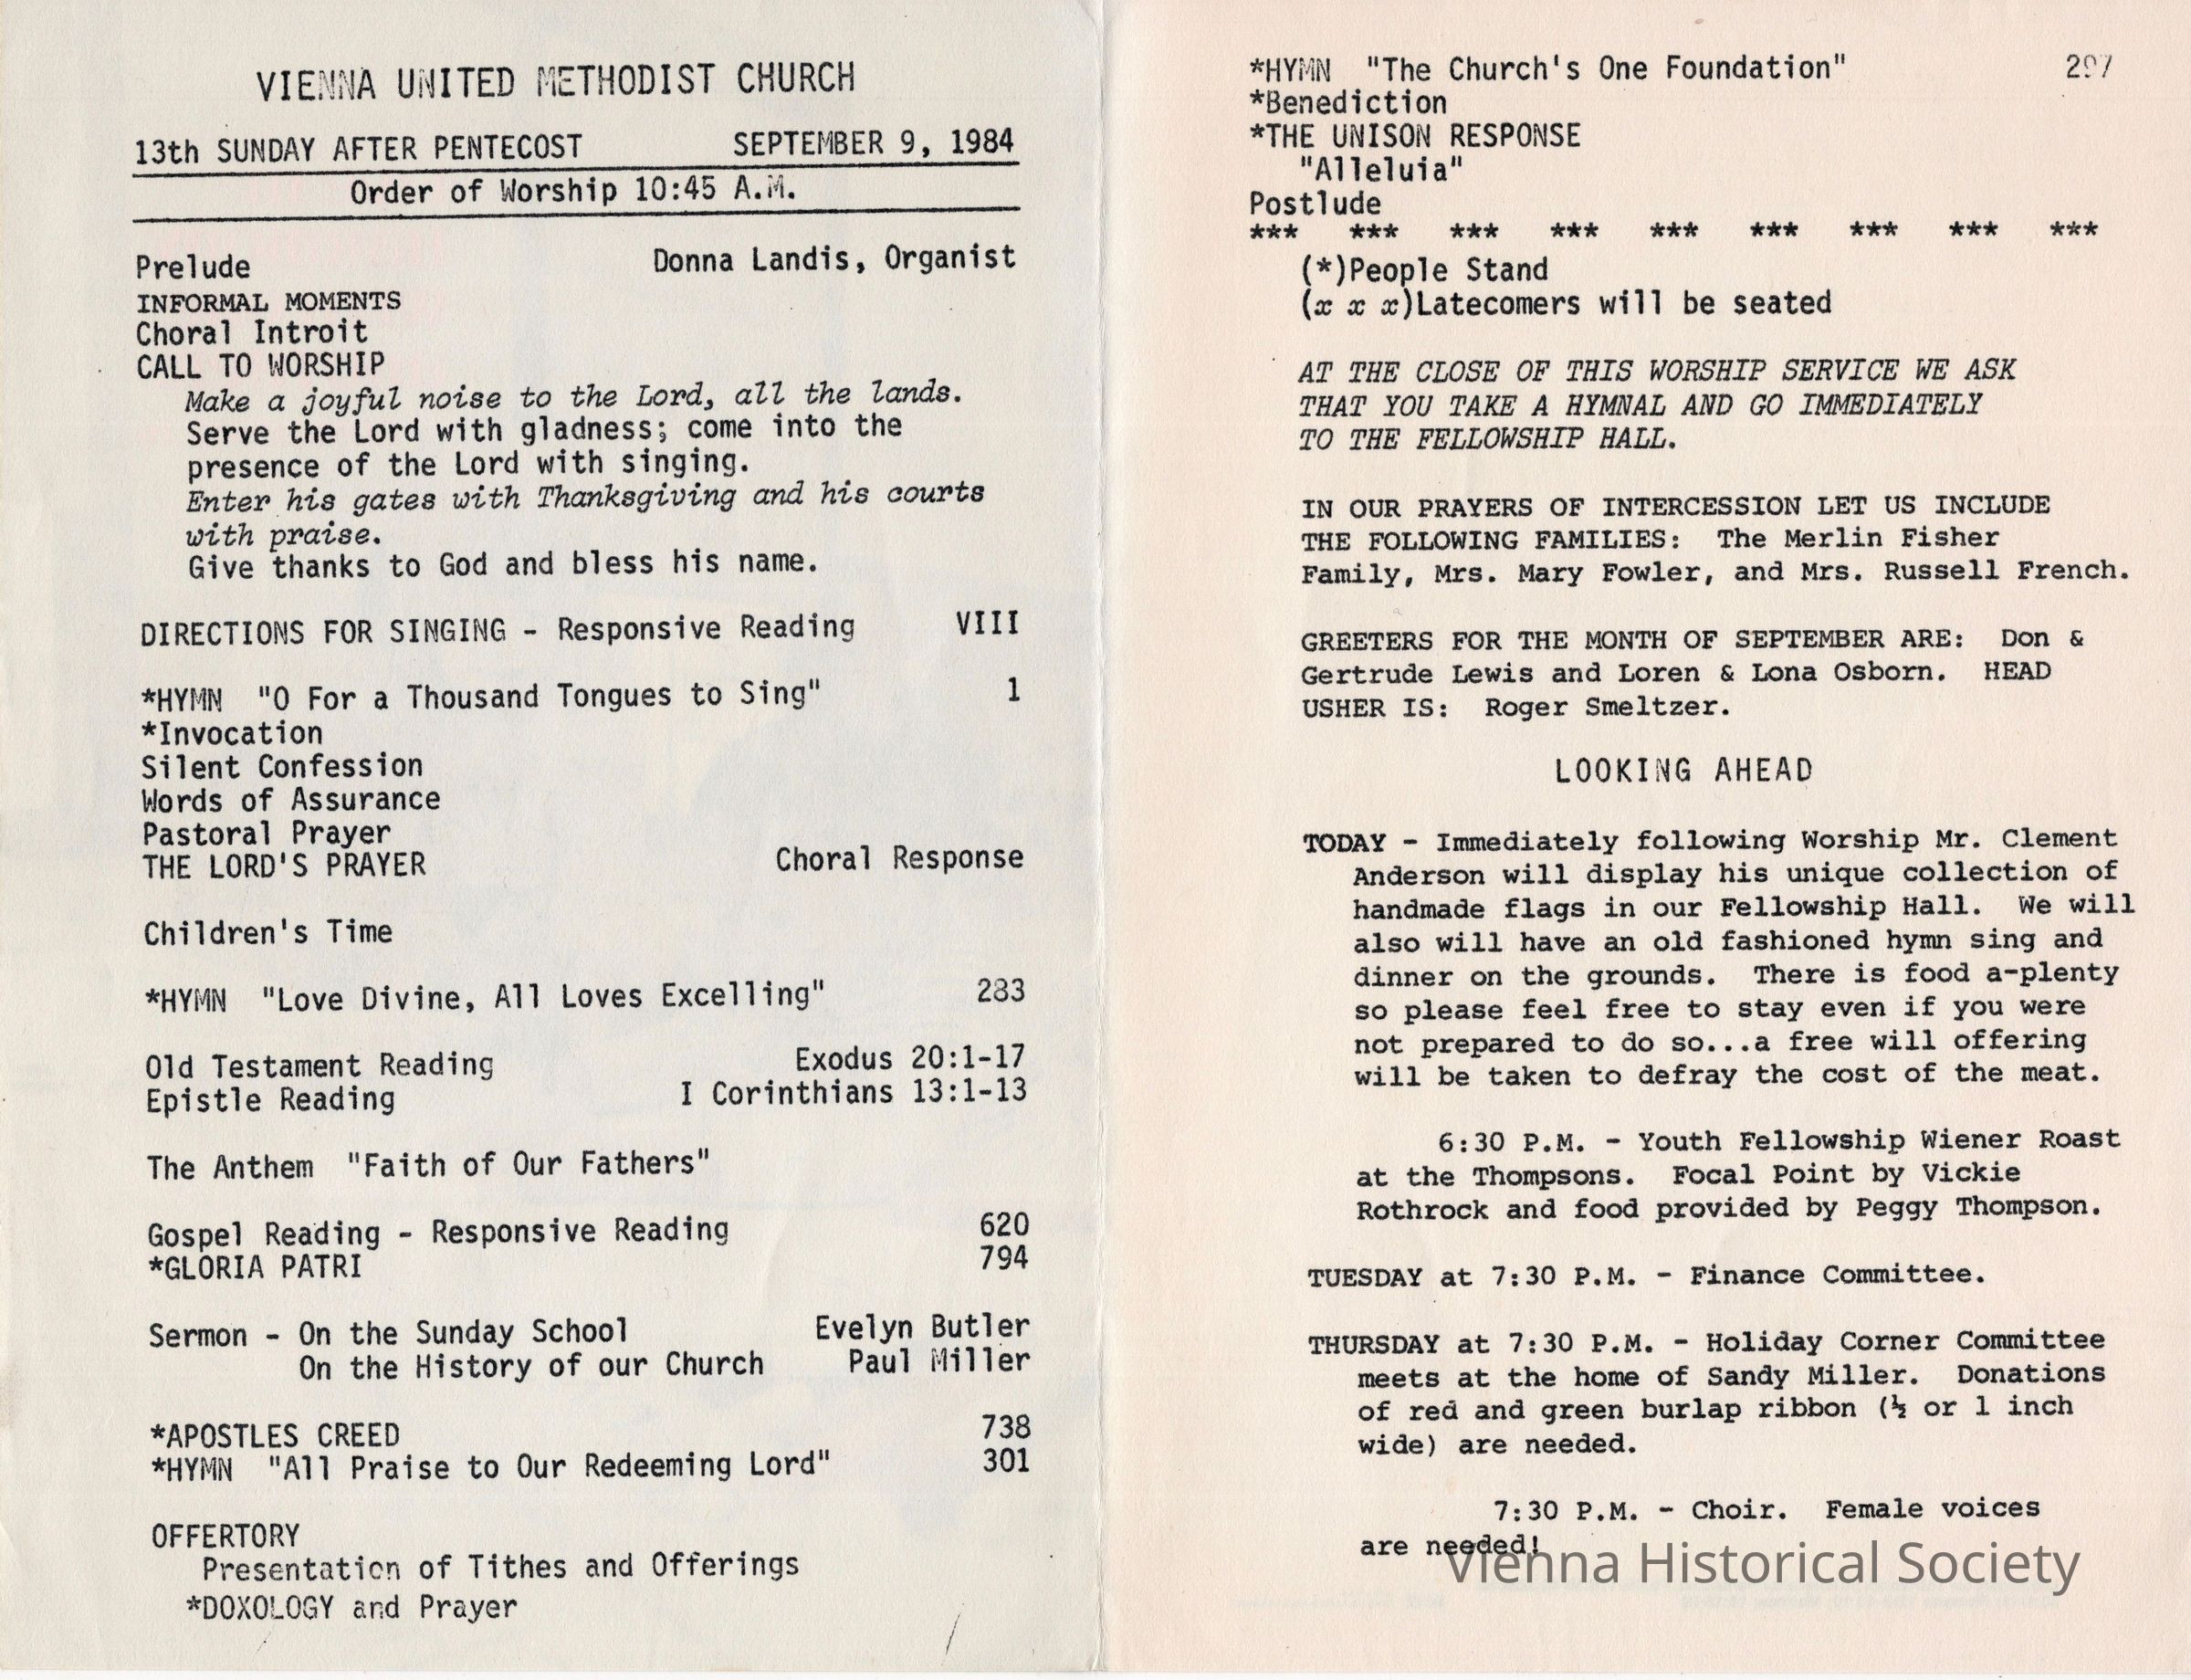 VIENNA UNITED METHODIST CHURCH
13th SUNDAY AFTER PENTECOST SEPTEMBER 9, 1984
Order of Worship 10:45 A.M.
Prelude Donna Landis, Organist
INFORMAL MOMENTS
Choral Introit
CALL TO WORSHIP
Make a joyful noise to the Lord, all the lands.
Serve the Lord with gladness; come into the
presence of the Lord with singing.
Enter his gates with Thanksgiving and his courts
with praise.
Give thanks to God and bless his name.
DIRECTIONS FOR SINGING - Responsive Reading VIII
*HYMN "O For a Thousand Tongues to Sing" 1
*Invocation
Silent Confession
Words of Assurance
Pastoral Prayer
THE LORD'S PRAYER Choral Response
Children's Time
*HYMN "Love Divine, All Loves Excelling" 283
Old Testament Reading Exodus 20:1-17
Epistle Reading I Corinthians 13:1-13
The Anthem "Faith of Our Fathers"
Gospel Reading - Responsive Reading 620
*GLORIA PATRI 794
Sermon - On the Sunday School Evelyn Butler
On the History of our Church Paul Miller
*APOSTLES CREED 738
*HYMN "All Praise to Our Redeeming Lord" 301
OFFERTORY
Presentation of Tithes and Offerings
*DOXOLOGY and Prayer
*HYMN "The Church's One Foundation" 297
*Benediction
*THE UNISON RESPONSE
"Alleluia"
Postlude
*** *** *** *** *** *** *** *** ***
(*)People Stand
(x x x)Latecomers will be seated
AT THE CLOSE OF THIS WORSHIP SERVICE WE ASK
THAT YOU TAKE A HYMNAL AND GO IMMEDIATELY
TO THE FELLOWSHIP HALL.
IN OUR PRAYERS OF INTERCESSION LET US INCLUDE
THE FOLLOWING FAMILIES: The Merlin Fisher
Family, Mrs. Mary Fowler, and Mrs. Russell French.
GREETERS FOR THE MONTH OF SEPTEMBER ARE: Don &
Gertrude Lewis and Loren & Lona Osborn. HEAD
USHER IS: Roger Smeltzer.
LOOKING AHEAD
TODAY - Immediately following Worship Mr. Clement
Anderson will display his unique collection of
handmade flags in our Fellowship Hall. We will
also will have an old fashioned hymn sing and
dinner on the grounds. There is food a-plenty
so please feel free to stay even if you were
not prepared to do so...a free will offering
will be taken to defray the cost of the meat.
6:30 P.M. - Youth Fellowship Wiener Roast
at the Thompsons. Focal Point by Vickie
Rothrock and food provided by Peggy Thompson.
TUESDAY at 7:30 P.M. - Finance Committee.
THURSDAY at 7:30 P.M. - Holiday Corner Committee
meets at the home of Sandy Miller. Donations
of red and green burlap ribbon (½ or 1 inch
wide) are needed.
7:30 P.M. - Choir. Female voices
are needed!
Vienna Historical Society